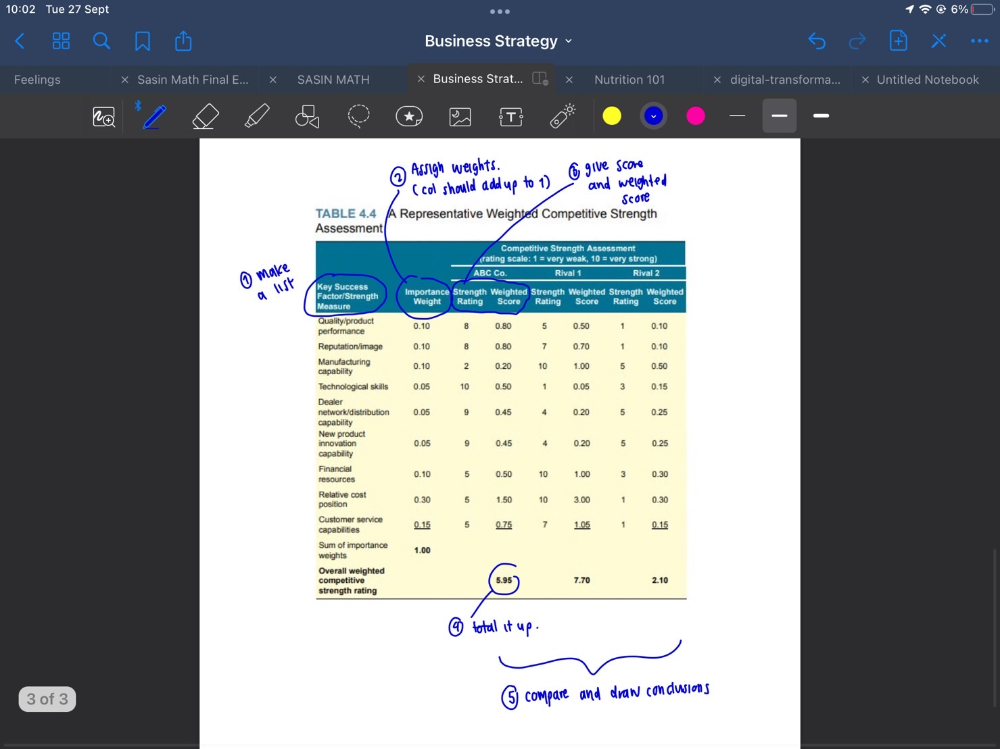 10:02 Tue 27 Sept
6%
Business Strategy
Feelings
Sasin Math Final E...
SASIN MATH
Business Strat...
Nutrition 101
digital-transforma...
Untitled Notebook
② Assign weights.
(col should add up to 1)
give score
and weighted
score
TABLE 4.4 A Representative Weighted Competitive Strength
Assessment
① make
a list
Competitive Strength Assessment
(rating scale: 1 = very weak, 10 = very strong)
ABC Co. Rival 1 Rival 2
Key Success
Factor/Strength
Measure
Importance Strength Weighted Strength Weighted Strength Weighted
Weight Rating Score Rating Score Rating Score
Quality/product
performance 0.10 8 0.80 5 0.50 1 0.10
Reputation/image 0.10 8 0.80 7 0.70 1 0.10
Manufacturing
capability 0.10 2 0.20 10 1.00 5 0.50
Technological skills 0.05 10 0.50 1 0.05 3 0.15
Dealer
network/distribution 0.05 9 0.45 4 0.20 5 0.25
capability
New product
innovation 0.05 9 0.45 4 0.20 5 0.25
capability
Financial
resources 0.10 5 0.50 10 1.00 3 0.30
Relative cost
position 0.30 5 1.50 10 3.00 1 0.30
Customer service
capabilities 0.15 5 0.75 7 1.05 1 0.15
Sum of importance
weights 1.00
Overall weighted
competitive 5.95 7.70 2.10
strength rating
④ total it up.
⑤ compare and draw conclusions
3 of 3